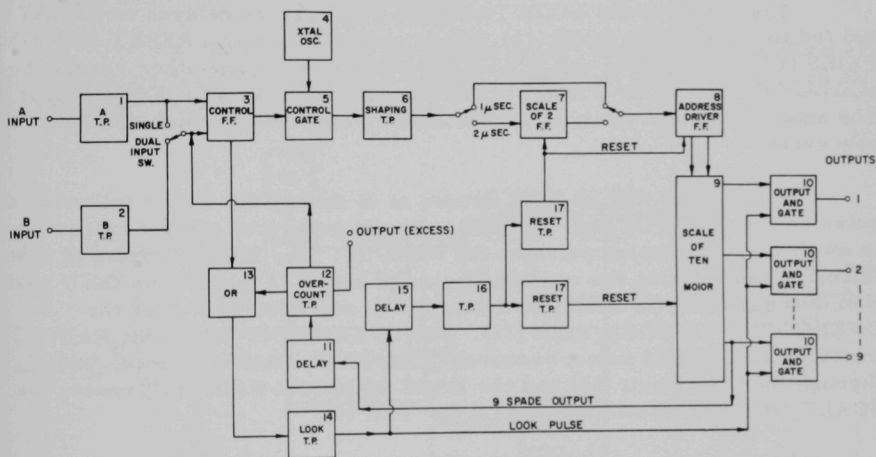 4
XTAL
OSC.
A
INPUT
1
A
T.P.
SINGLE
DUAL
INPUT
SW.
3
CONTROL
F.F.
5
CONTROL
GATE
6
SHAPING
T.P.
1 μ SEC.
2 μ SEC.
7
SCALE
OF 2
F.F.
8
ADDRESS
DRIVER
F.F.
RESET
OUTPUTS
B
INPUT
2
B
T.P.
OUTPUT (EXCESS)
17
RESET
T.P.
9
SCALE
OF
TEN
MOIOR
10
OUTPUT
AND
GATE
1
13
OR
12
OVER-
COUNT
T.P.
15
DELAY
16
T.P.
17
RESET
T.P.
RESET
10
OUTPUT
AND
GATE
2
11
DELAY
10
OUTPUT
AND
GATE
9
9 SPADE OUTPUT
14
LOOK
T.P.
LOOK PULSE